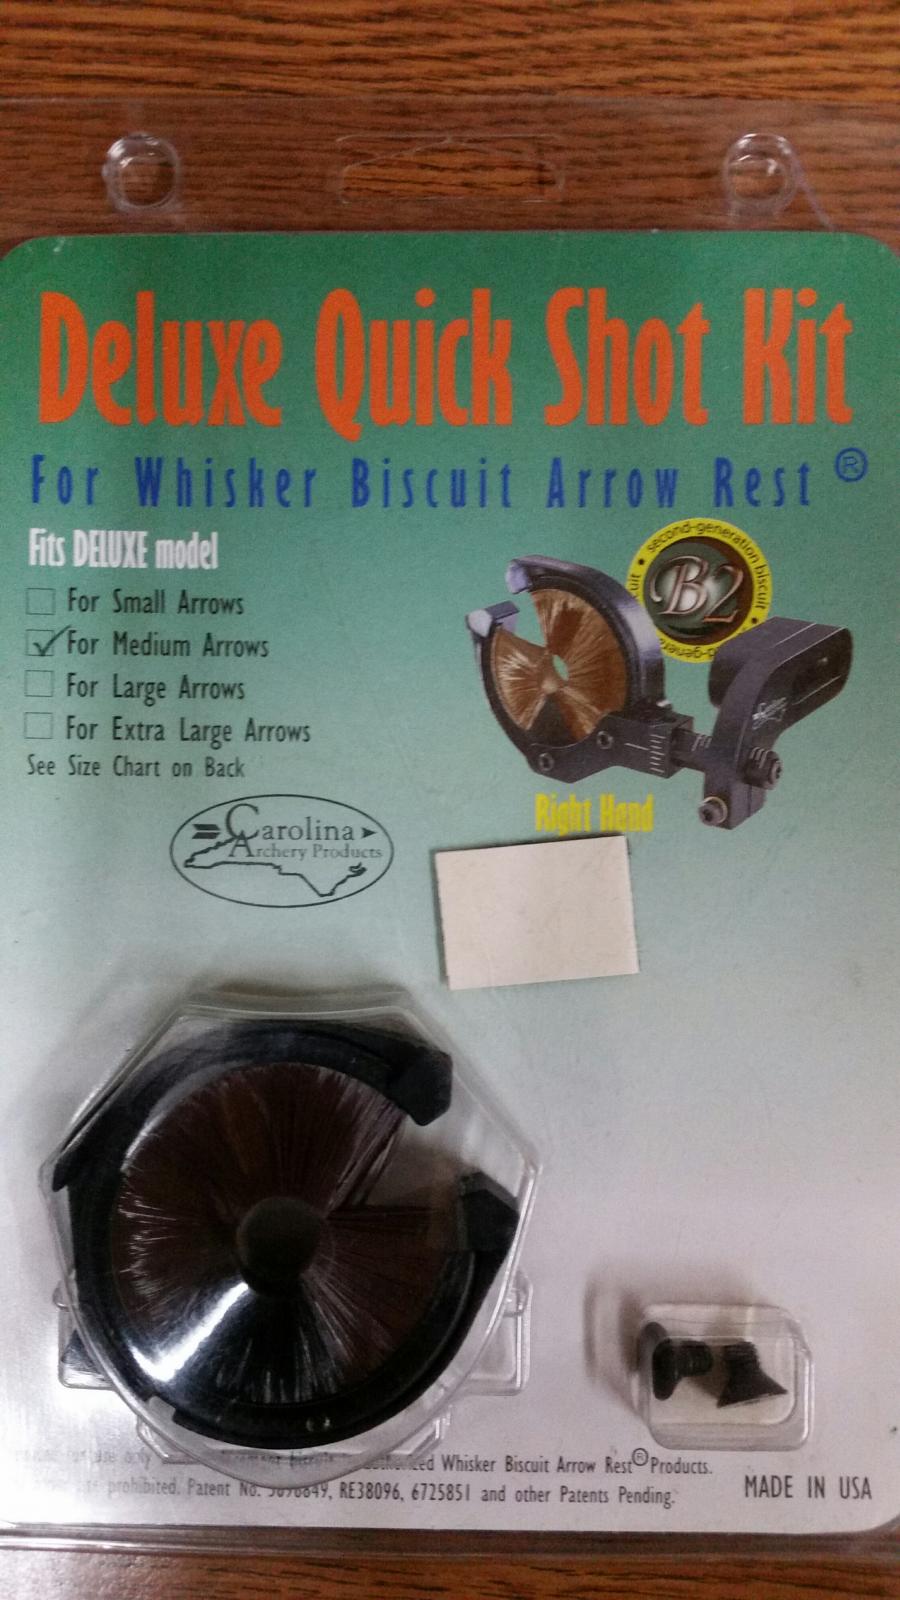 Deluxe Quick Shot Kit
For Whisker Biscuit Arrow Rest ®
Fits DELUXE model
For Small Arrows
For Medium Arrows
For Large Arrows
For Extra Large Arrows
See Size Chart on Back
second-generation biscuit
B2
Right Hand
Carolina
Archery Products
only
Whisker Biscuit Arrow Rest® Products.
prohibited. Patent No. RE38096, 6725851 and other Patents Pending.
MADE IN USA